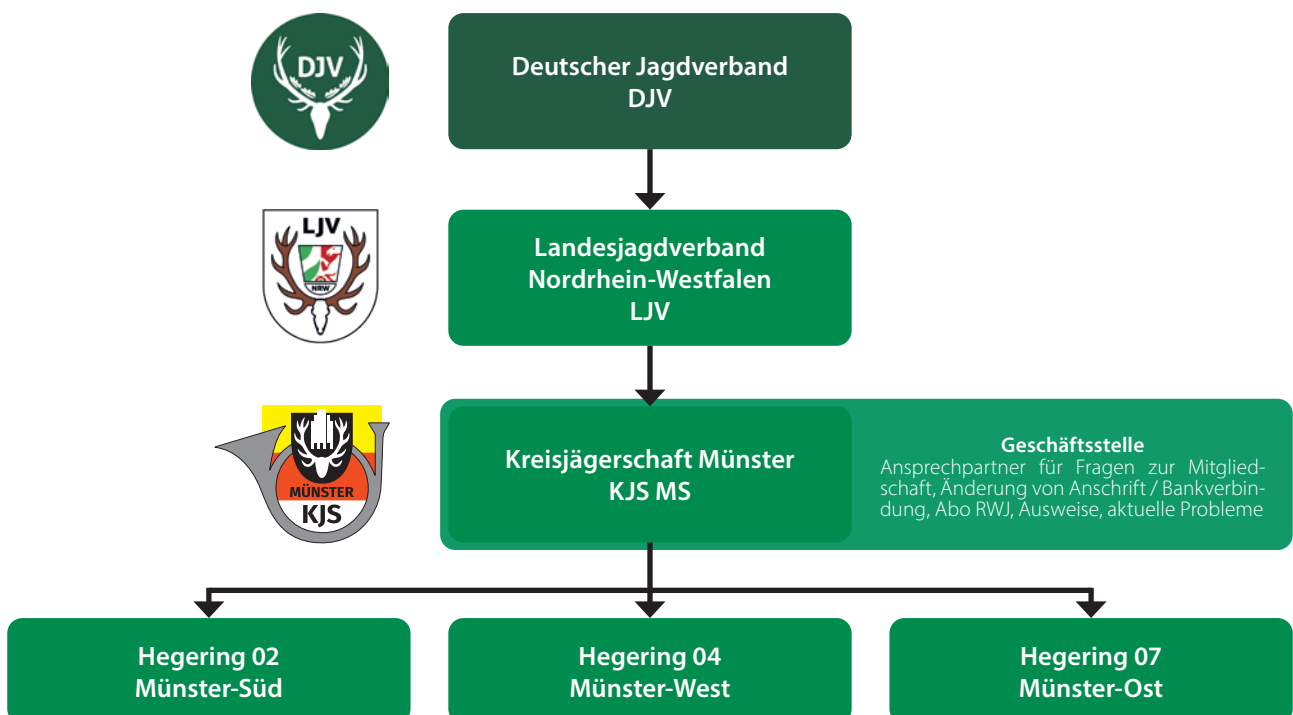 DJV
Deutscher Jagdverband
DJV
LJV
NRW
Landesjagdverband
Nordrhein-Westfalen
LJV
MÜNSTER
KJS
Kreisjägerschaft Münster
KJS MS
Geschäftsstelle
Ansprechpartner für Fragen zur Mitglied-
schaft, Änderung von Anschrift / Bankverbin-
dung, Abo RWJ, Ausweise, aktuelle Probleme
Hegering 02
Münster-Süd
Hegering 04
Münster-West
Hegering 07
Münster-Ost